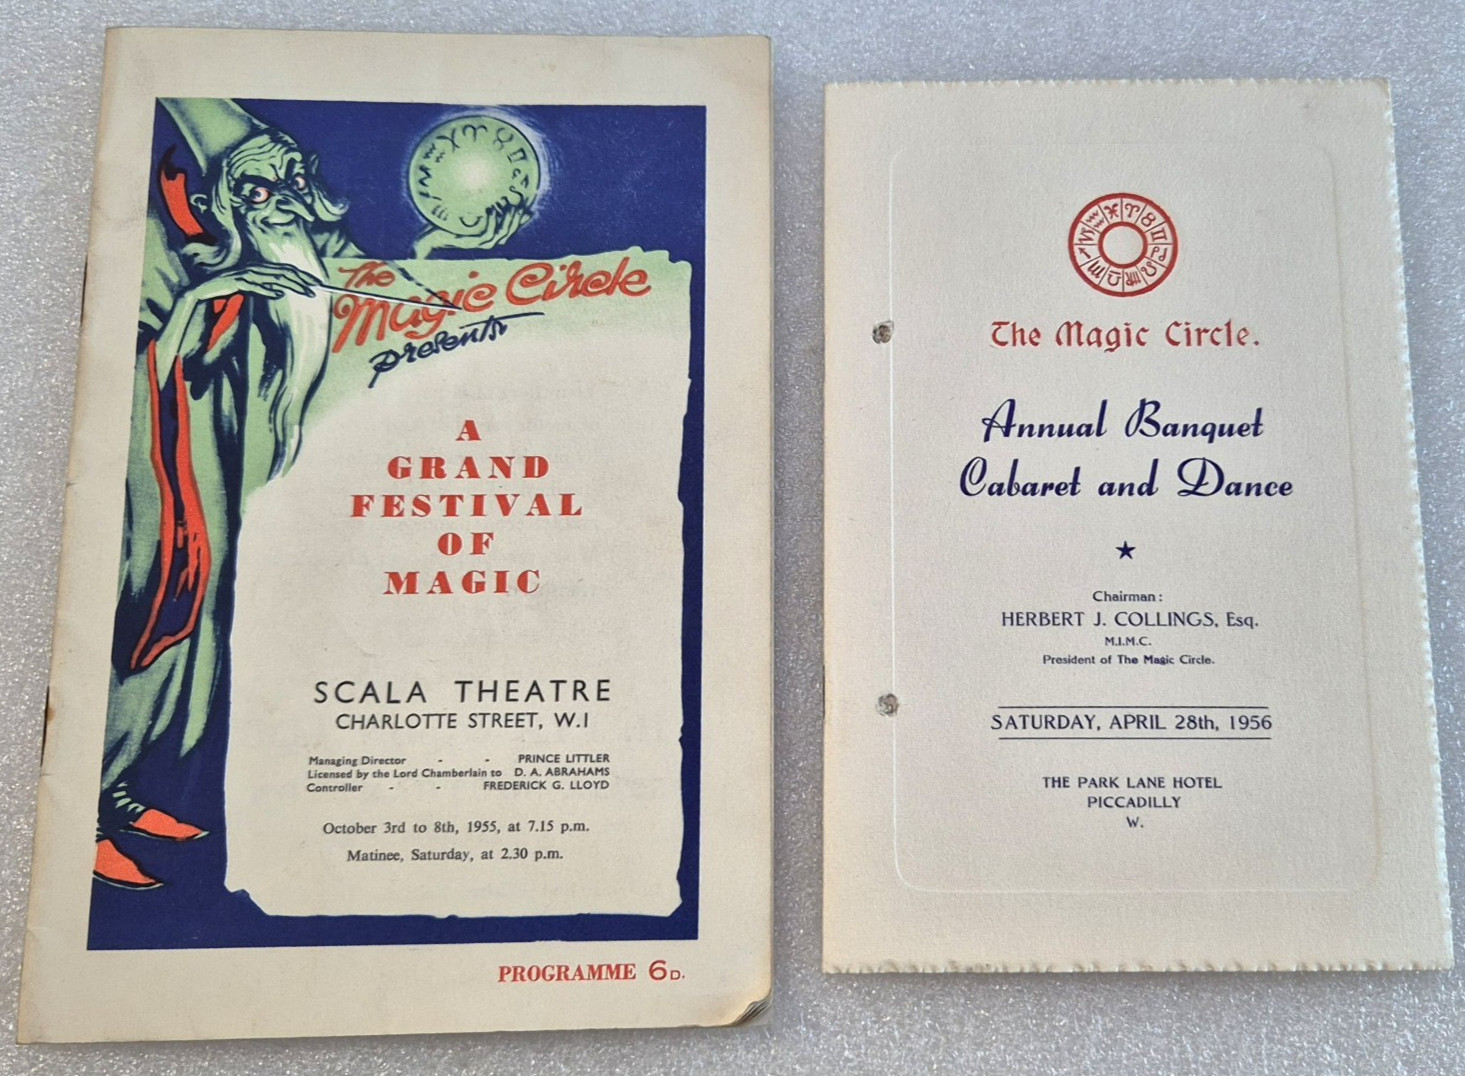 The
Magic Circle
presents
A
GRAND
FESTIVAL
OF
MAGIC
SCALA THEATRE
CHARLOTTE STREET, W.1
Managing Director - - PRINCE LITTLER
Licensed by the Lord Chamberlain to D. A. ABRAHAMS
Controller - - FREDERICK G. LLOYD
October 3rd to 8th, 1955, at 7.15 p.m.
Matinee, Saturday, at 2.30 p.m.
PROGRAMME 6D.
The Magic Circle.
Annual Banquet
Cabaret and Dance
Chairman:
HERBERT J. COLLINGS, Esq.
M.I.M.C.
President of The Magic Circle.
SATURDAY, APRIL 28th, 1956
THE PARK LANE HOTEL
PICCADILLY
W.